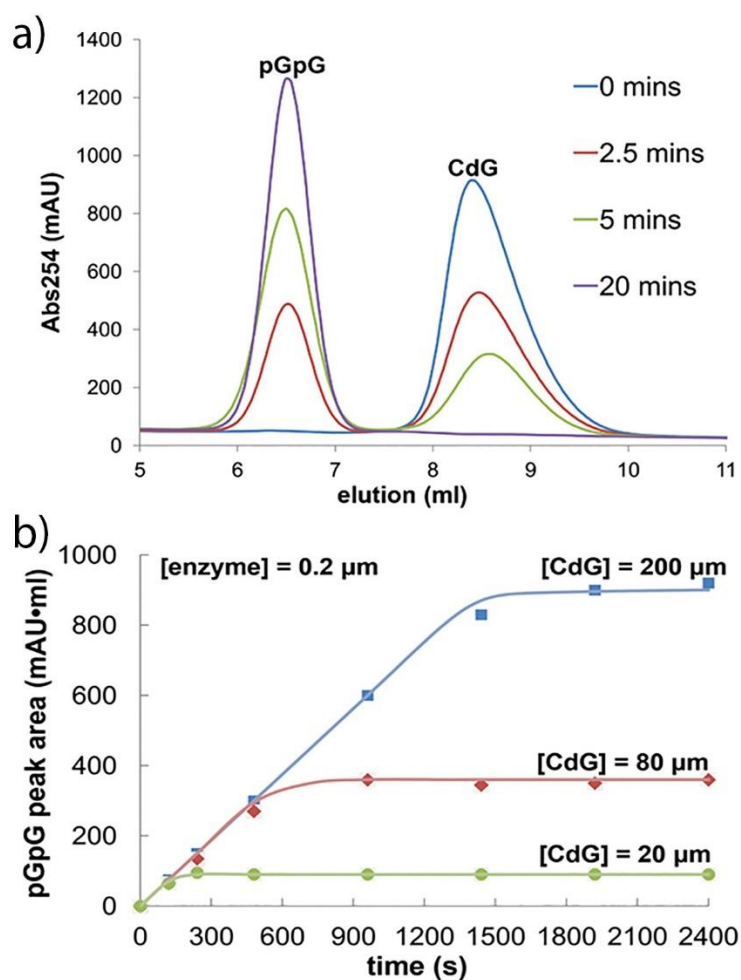 a)
1400
1200
1000
800
600
400
200
0
Abs254 (mAU)
pGpG
CdG
0 mins
2.5 mins
5 mins
20 mins
5 6 7 8 9 10 11
elution (ml)
b)
1000
800
600
400
200
0
pGpG peak area (mAU•ml)
[enzyme] = 0.2 µm
[CdG] = 200 µm
[CdG] = 80 µm
[CdG] = 20 µm
0 300 600 900 1200 1500 1800 2100 2400
time (s)